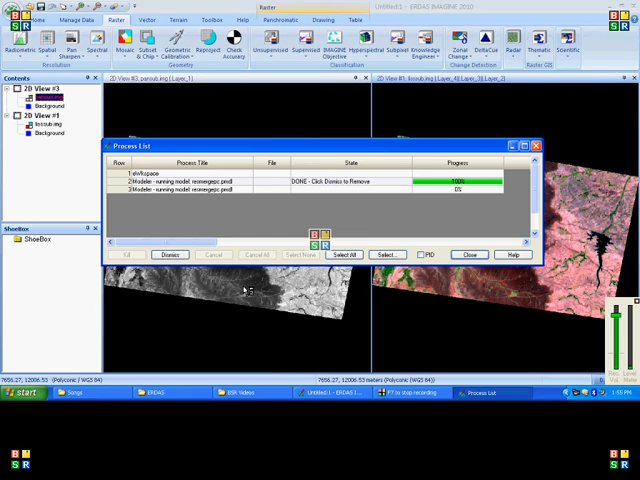 Raster
Untitled:1 - ERDAS IMAGINE 2010
Home Manage Data Raster Vector Terrain Toolbox Help Panchromatic Drawing Table
Radiometric Spatial Pan Sharpen Spectral Mosaic Subset & Chip Geometric Calibration Reproject Check Accuracy Unsupervised Supervised IMAGINE Objective Hyperspectral Subpixel Knowledge Engineer Zonal Change DeltaCue Radar Thematic Scientific
Resolution Geometry Classification Change Detection Raster GIS
Contents
2D View #3
Background
2D View #1
lisssub.img
Background
ShoeBox
ShoeBox
Process List
Row Process Title File State Progress
1 eWkspace
2 Modeler - running model: resmergepc.pmdl DONE - Click Dismiss to Remove 100%
3 Modeler - running model: resmergepc.pmdl 0%
Kill Dismiss Cancel Cancel All Select None Select All Select... PID Close Help
7656.27, 12006.53 (Polyconic / WGS 84)
7656.27, 12006.53 meters (Polyconic (WGS 84))
start Songs ERDAS BSR Videos Untitled:1 - ERDAS I... F7 to stop recording Process List 1:55 PM
Rec. Vol.
B S R